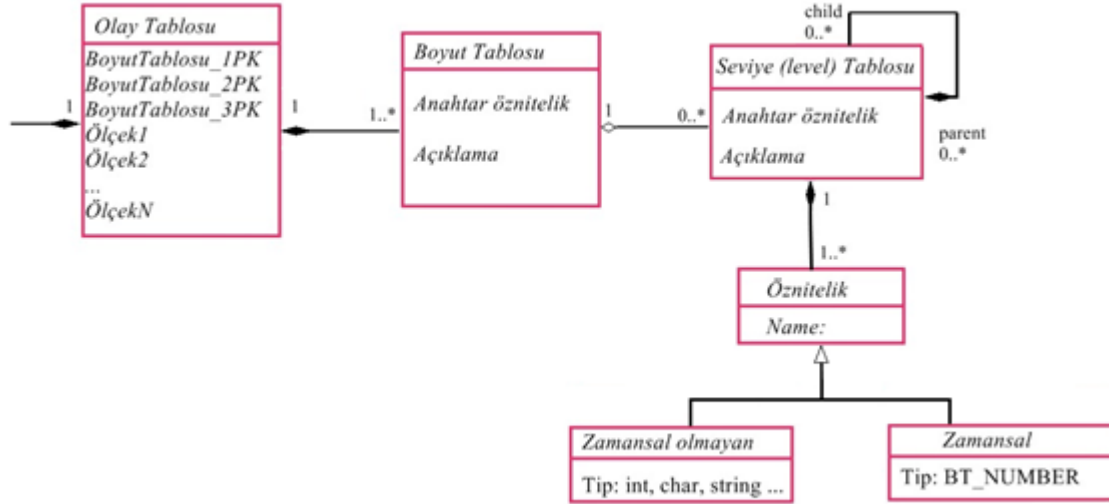 Olay Tablosu
BoyutTablosu_1PK
BoyutTablosu_2PK
BoyutTablosu_3PK
Ölçek1
Ölçek2
...
ÖlçekN
1
1
1..*
Boyut Tablosu
Anahtar öznitelik
Açıklama
1
0..*
Seviye (level) Tablosu
Anahtar öznitelik
Açıklama
child
0..*
parent
0..*
1
1..*
Öznitelik
Name:
Zamansal olmayan
Tip: int, char, string ...
Zamansal
Tip: BT_NUMBER